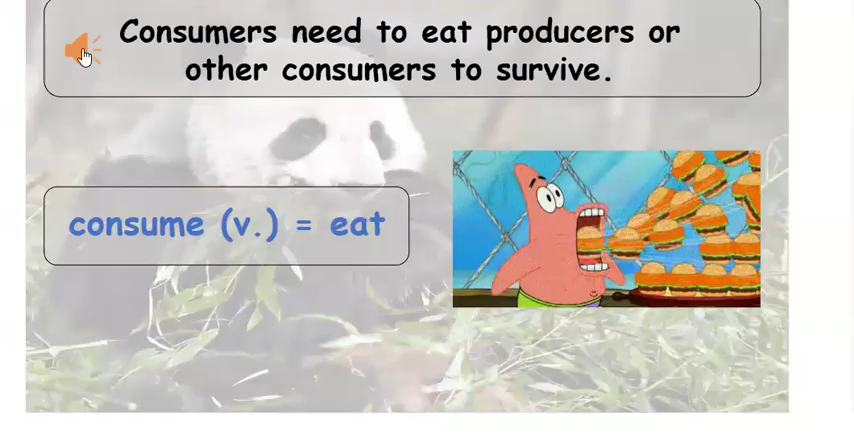 Consumers need to eat producers or
other consumers to survive.
consume (v.) = eat